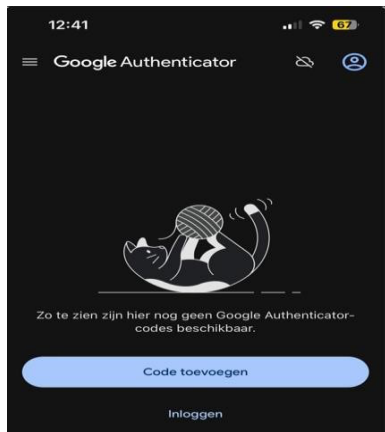 12:41
67
Google Authenticator
Zo te zien zijn hier nog geen Google Authenticator-
codes beschikbaar.
Code toevoegen
Inloggen